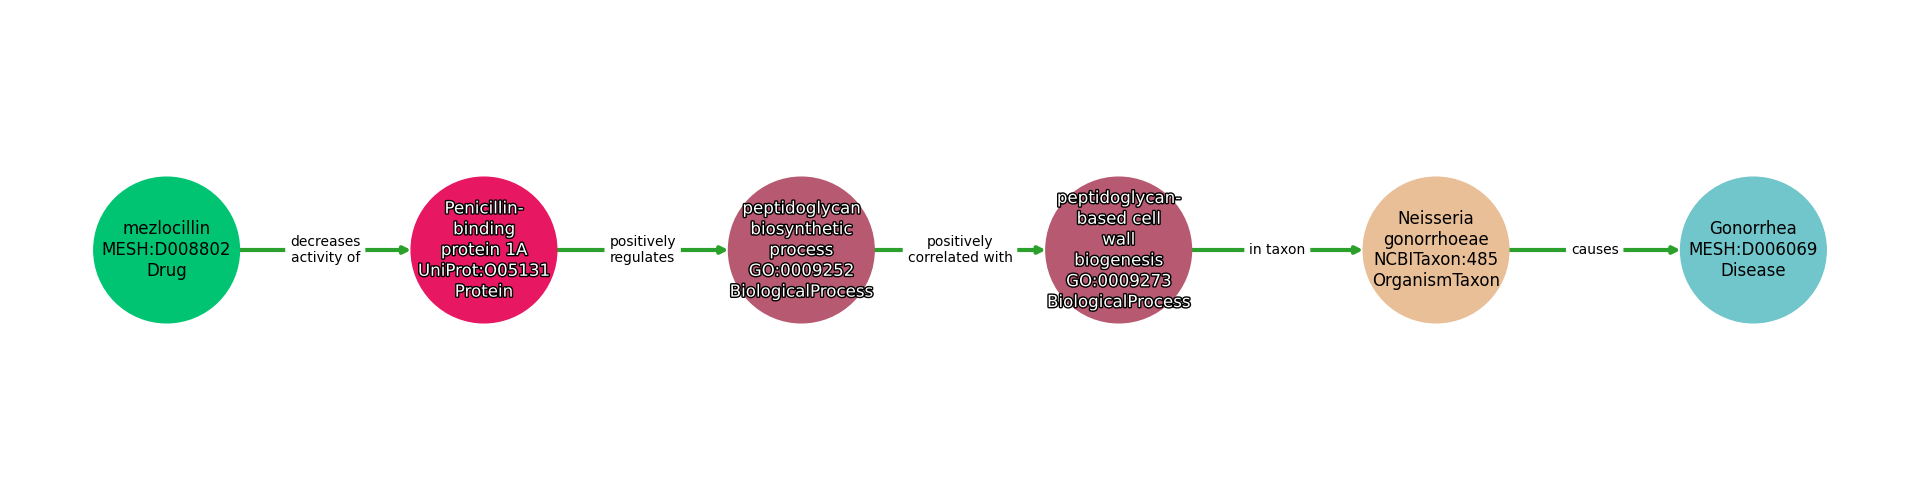 mezlocillin
MESH:D008802
Drug
decreases
activity of
Penicillin-
binding
protein 1A
UniProt:O05131
Protein
positively
regulates
peptidoglycan
biosynthetic
process
GO:0009252
BiologicalProcess
positively
correlated with
peptidoglycan-
based cell
wall
biogenesis
GO:0009273
BiologicalProcess
in taxon
Neisseria
gonorrhoeae
NCBITaxon:485
OrganismTaxon
causes
Gonorrhea
MESH:D006069
Disease